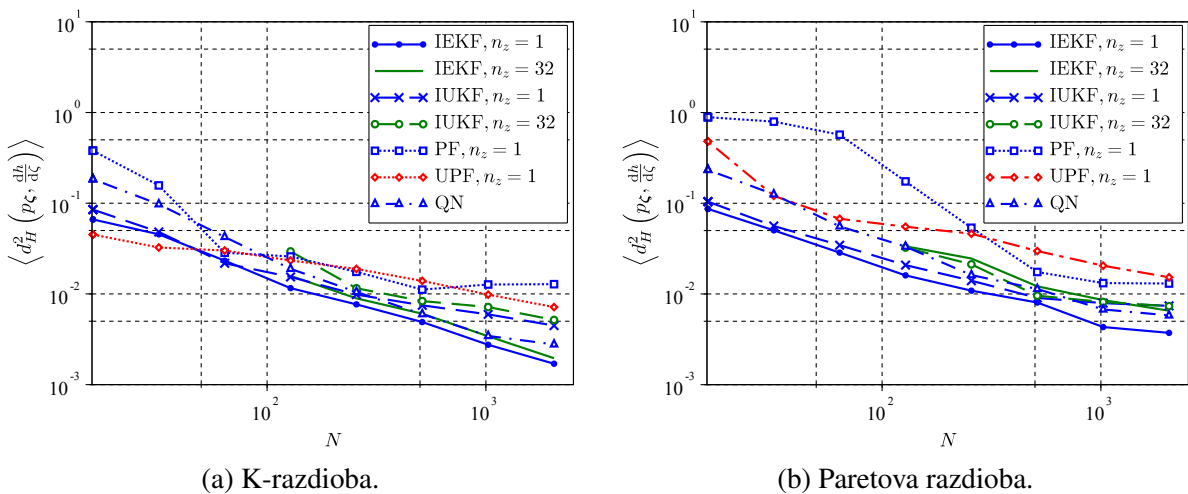 10^1
10^0
10^-1
10^-2
10^-3
⟨d_H^2 (p_ζ, dh/dζ)⟩
10^2
10^3
N
IEKF, n_z = 1
IEKF, n_z = 32
IUKF, n_z = 1
IUKF, n_z = 32
PF, n_z = 1
UPF, n_z = 1
QN
(a) K-razdioba.
10^1
10^0
10^-1
10^-2
10^-3
⟨d_H^2 (p_ζ, dh/dζ)⟩
10^2
10^3
N
IEKF, n_z = 1
IEKF, n_z = 32
IUKF, n_z = 1
IUKF, n_z = 32
PF, n_z = 1
UPF, n_z = 1
QN
(b) Paretova razdioba.